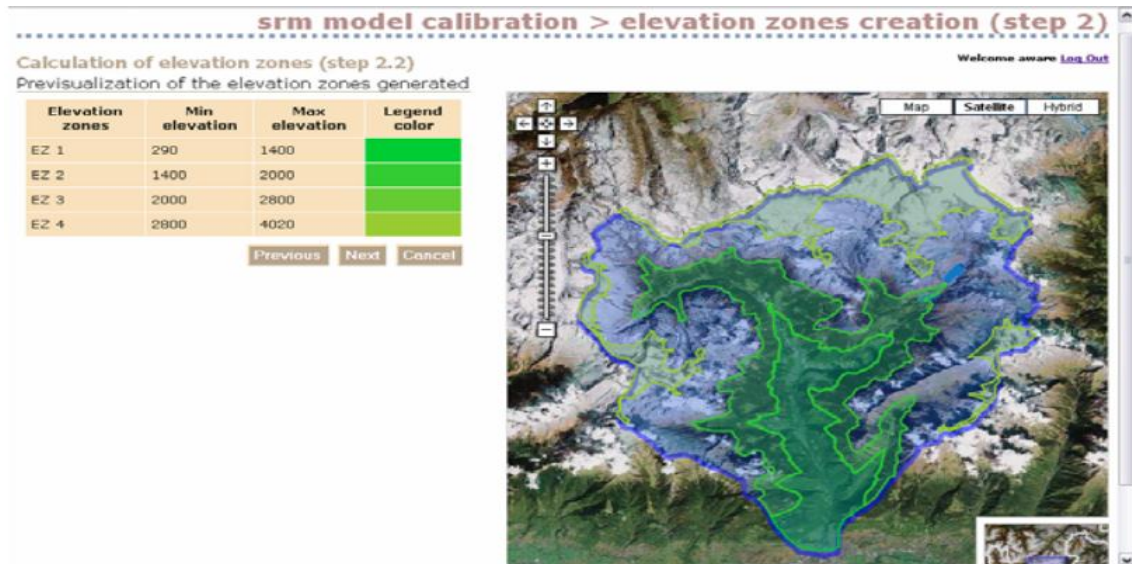 srm model calibration > elevation zones creation (step 2)
Welcome aware Log Out
Calculation of elevation zones (step 2.2)
Previsualization of the elevation zones generated
Elevation zones Min elevation Max elevation Legend color
EZ 1 290 1400
EZ 2 1400 2000
EZ 3 2000 2800
EZ 4 2800 4020
Previous Next Cancel
Map Satellite Hybrid